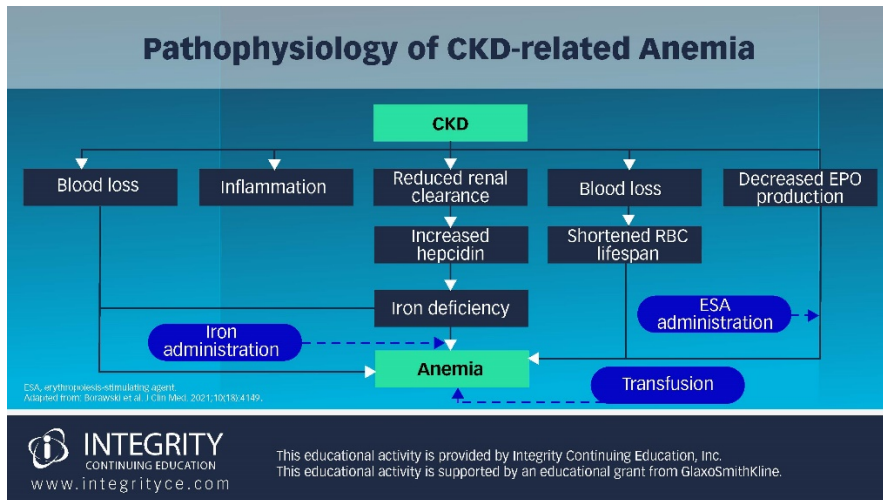 Pathophysiology of CKD-related Anemia
CKD
Blood loss
Inflammation
Reduced renal
clearance
Blood loss
Decreased EPO
production
Increased
hepcidin
Shortened RBC
lifespan
Iron deficiency
Iron
administration
ESA
administration
Anemia
Transfusion
ESA, erythropoiesis-stimulating agent.
Adapted from: Borawski et al. J Clin Med. 2021;10(18):4149.
INTEGRITY
CONTINUING EDUCATION
www.integrityce.com
This educational activity is provided by Integrity Continuing Education, Inc.
This educational activity is supported by an educational grant from GlaxoSmithKline.